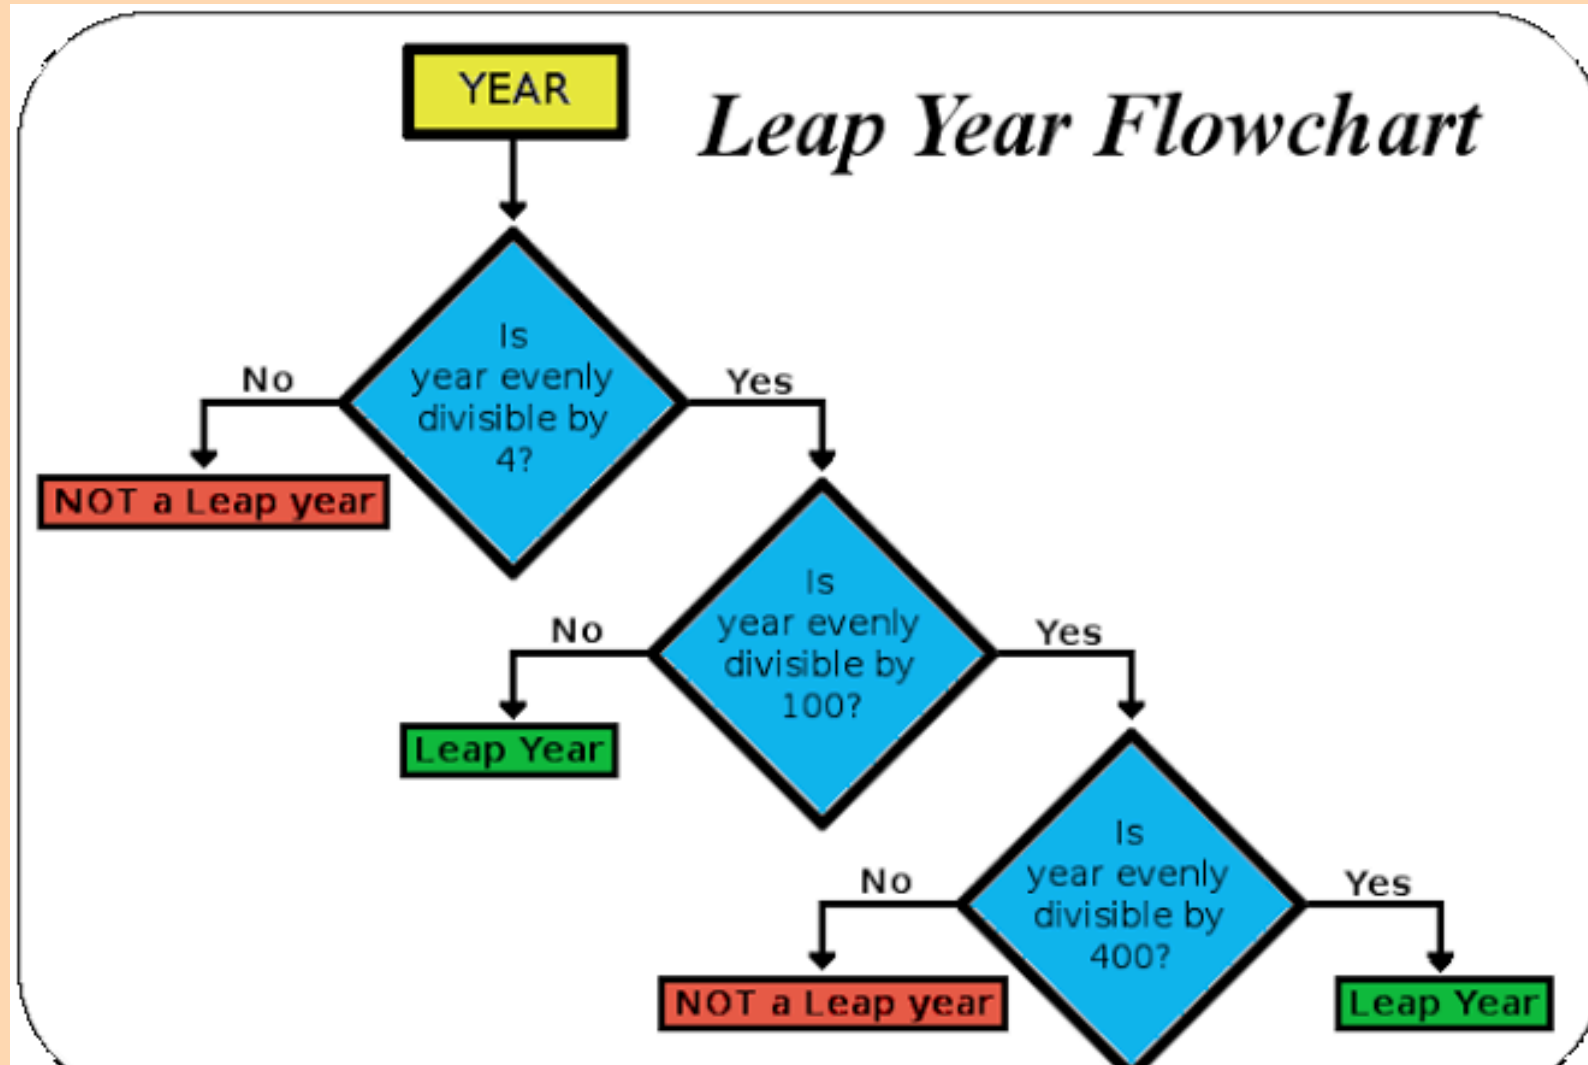 YEAR
Leap Year Flowchart
Is
year evenly
divisible by
4?
No
Yes
NOT a Leap year
Is
year evenly
divisible by
100?
No
Yes
Leap Year
Is
year evenly
divisible by
400?
No
Yes
NOT a Leap year
Leap Year